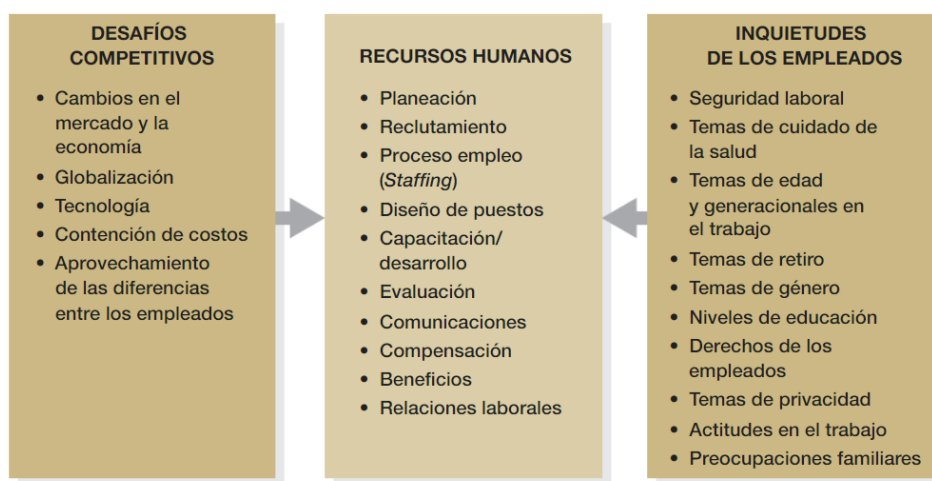 DESAFÍOS
COMPETITIVOS
• Cambios en el
mercado y la
economía
• Globalización
• Tecnología
• Contención de costos
• Aprovechamiento
de las diferencias
entre los empleados
RECURSOS HUMANOS
• Planeación
• Reclutamiento
• Proceso empleo
(Staffing)
• Diseño de puestos
• Capacitación/
desarrollo
• Evaluación
• Comunicaciones
• Compensación
• Beneficios
• Relaciones laborales
INQUIETUDES
DE LOS EMPLEADOS
• Seguridad laboral
• Temas de cuidado de
la salud
• Temas de edad
y generacionales en
el trabajo
• Temas de retiro
• Temas de género
• Niveles de educación
• Derechos de los
empleados
• Temas de privacidad
• Actitudes en el trabajo
• Preocupaciones familiares